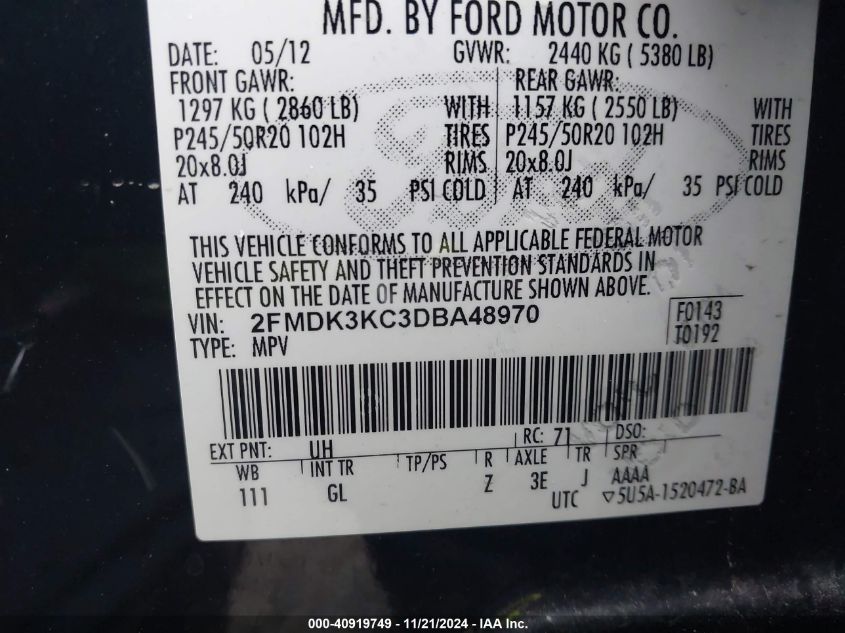 MFD. BY FORD MOTOR CO.
DATE: 05/12 GVWR: 2440 KG ( 5380 LB)
FRONT GAWR: REAR GAWR:
1297 KG ( 2860 LB) WITH 1157 KG ( 2550 LB) WITH
P245/50R20 102H TIRES P245/50R20 102H TIRES
20x8.0J RIMS 20x8.0J RIMS
AT 240 kPa/ 35 PSI COLD AT 240 kPa/ 35 PSI COLD
THIS VEHICLE CONFORMS TO ALL APPLICABLE FEDERAL MOTOR
VEHICLE SAFETY AND THEFT PREVENTION STANDARDS IN
EFFECT ON THE DATE OF MANUFACTURE SHOWN ABOVE.
VIN: 2FMDK3KC3DBA48970 F0143
TYPE: MPV T0192
EXT PNT: UH RC: 71 DSO:
WB INT TR TP/PS R AXLE TR SPR
111 GL Z 3E J AAAA
UTC ▽5U5A-1520472-BA
000-40919749 - 11/21/2024 - IAA Inc.